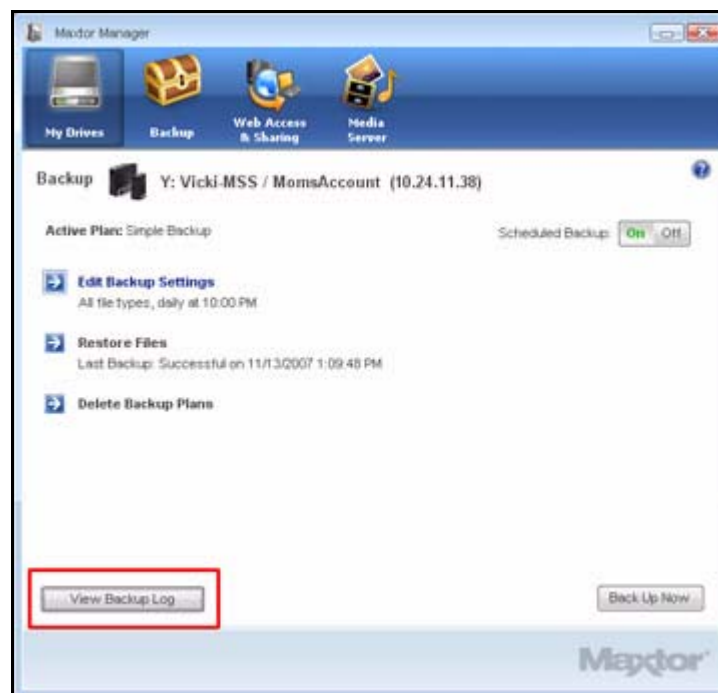 Maxtor Manager
My Drives
Backup
Web Access
& Sharing
Media
Server
Backup Y: Vicki-MSS / MomsAccount (10.24.11.38)
Active Plan: Simple Backup
Scheduled Backup: On Off
Edit Backup Settings
All file types, daily at 10:00 PM
Restore Files
Last Backup: Successful on 11/13/2007 1:09:48 PM
Delete Backup Plans
View Backup Log
Back Up Now
Maxtor